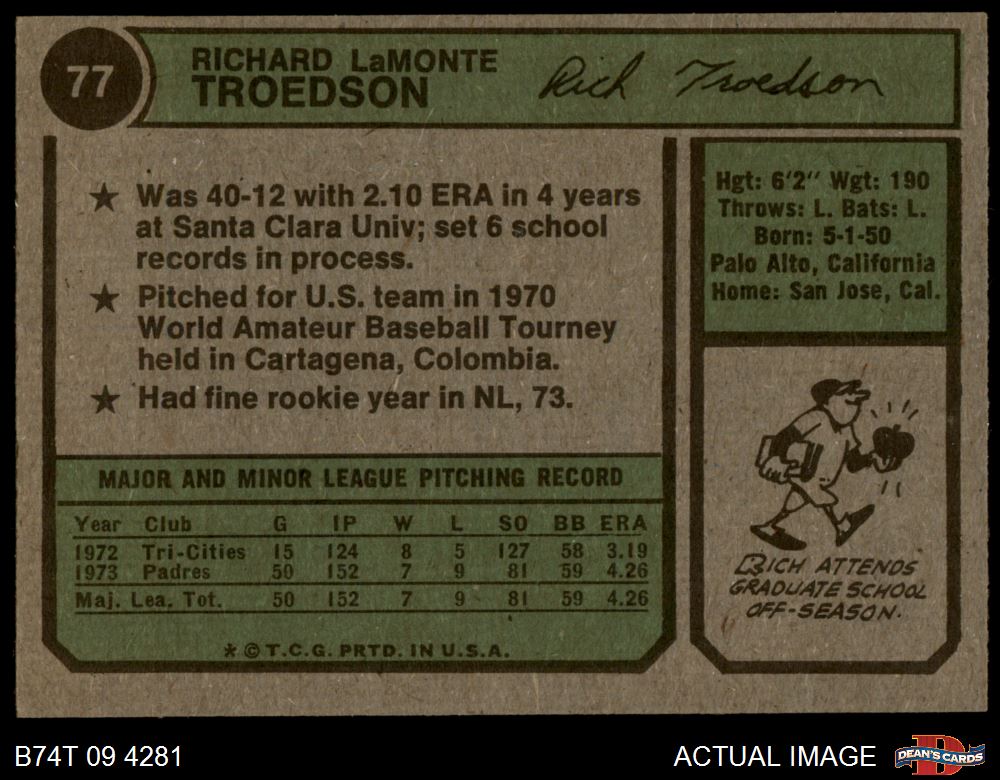 77
RICHARD LaMONTE
TROEDSON
Rich Troedson
★ Was 40-12 with 2.10 ERA in 4 years
at Santa Clara Univ; set 6 school
records in process.
★ Pitched for U.S. team in 1970
World Amateur Baseball Tourney
held in Cartagena, Colombia.
★ Had fine rookie year in NL, 73.
Hgt: 6'2" Wgt: 190
Throws: L. Bats: L.
Born: 5-1-50
Palo Alto, California
Home: San Jose, Cal.
MAJOR AND MINOR LEAGUE PITCHING RECORD
Year Club G IP W L SO BB ERA
1972 Tri-Cities 15 124 8 5 127 58 3.19
1973 Padres 50 152 7 9 81 59 4.26
Maj. Lea. Tot. 50 152 7 9 81 59 4.26
* © T.C.G. PRTD. IN U.S.A.
RICH ATTENDS
GRADUATE SCHOOL
OFF-SEASON.
B74T 09 4281
ACTUAL IMAGE
DEAN'S CARDS